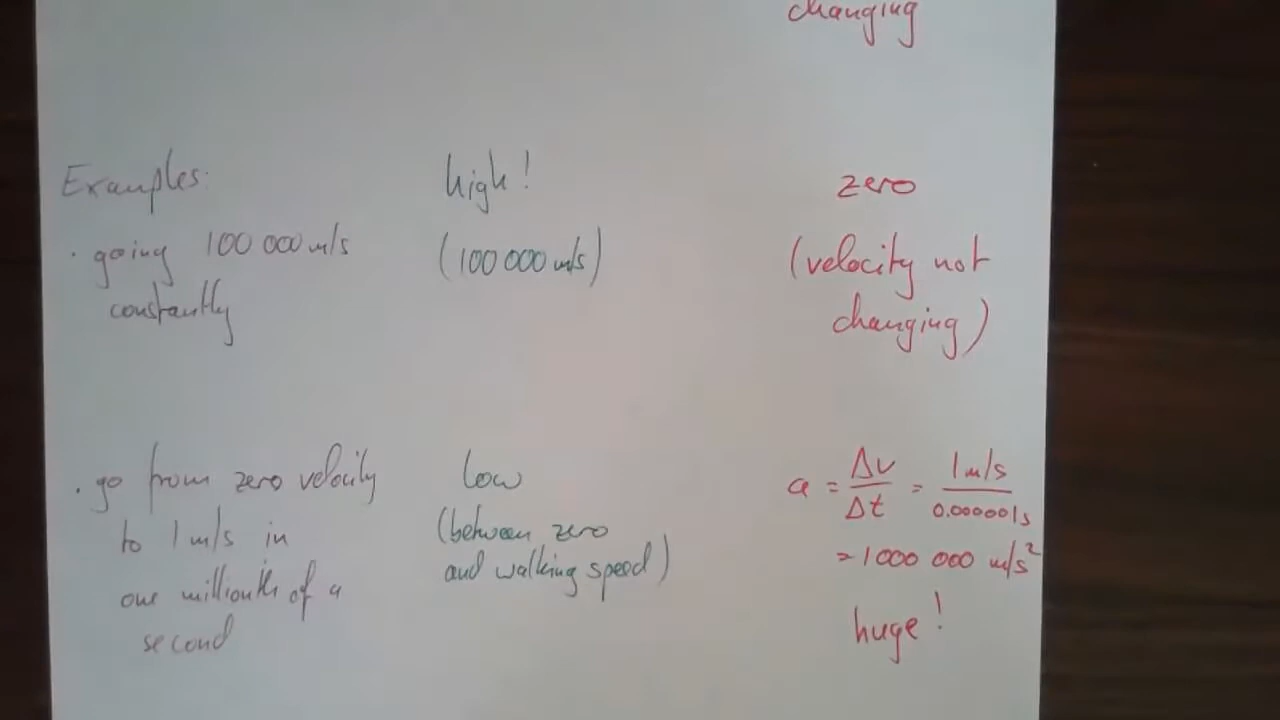 changing
Examples:
high!
zero
· going 100 000 m/s
constantly
(100 000 m/s)
(velocity not
changing)
· go from zero velocity
to 1 m/s in
one millionth of a
second
low
(between zero
and walking speed)
a = Δv/Δt = 1 m/s / 0.000001s
= 1 000 000 m/s²
huge!